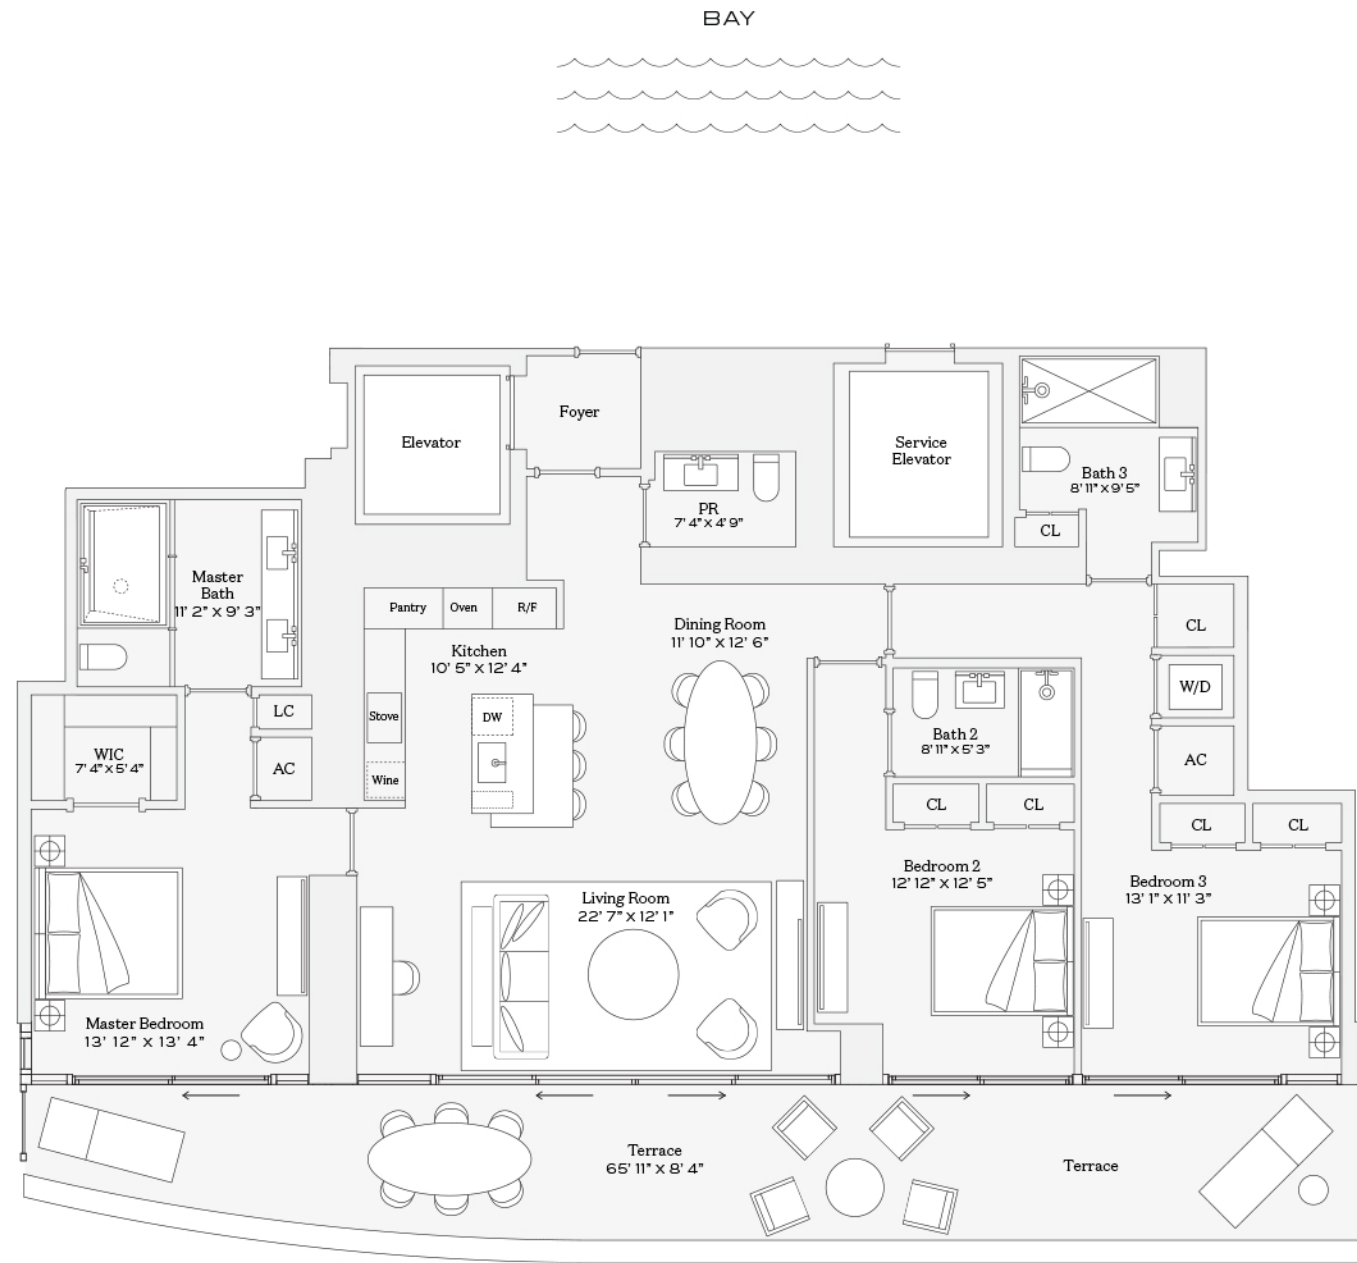 BAY
Elevator
Foyer
Service
Elevator
Bath 3
8' 11" X 9' 5"
CL
PR
7' 4" X 4' 9"
Master
Bath
11' 2" X 9' 3"
Pantry
Oven
R/F
Kitchen
10' 5" X 12' 4"
Dining Room
11' 10" X 12' 6"
CL
W/D
AC
LC
AC
Stove
DW
Wine
WIC
7' 4" X 5' 4"
Bath 2
8' 11" X 5' 3"
CL
CL
CL
CL
Bedroom 2
12' 12" X 12' 5"
Bedroom 3
13' 1" X 11' 3"
Living Room
22' 7" X 12' 1"
Master Bedroom
13' 12" X 13' 4"
Terrace
65' 11" X 8' 4"
Terrace